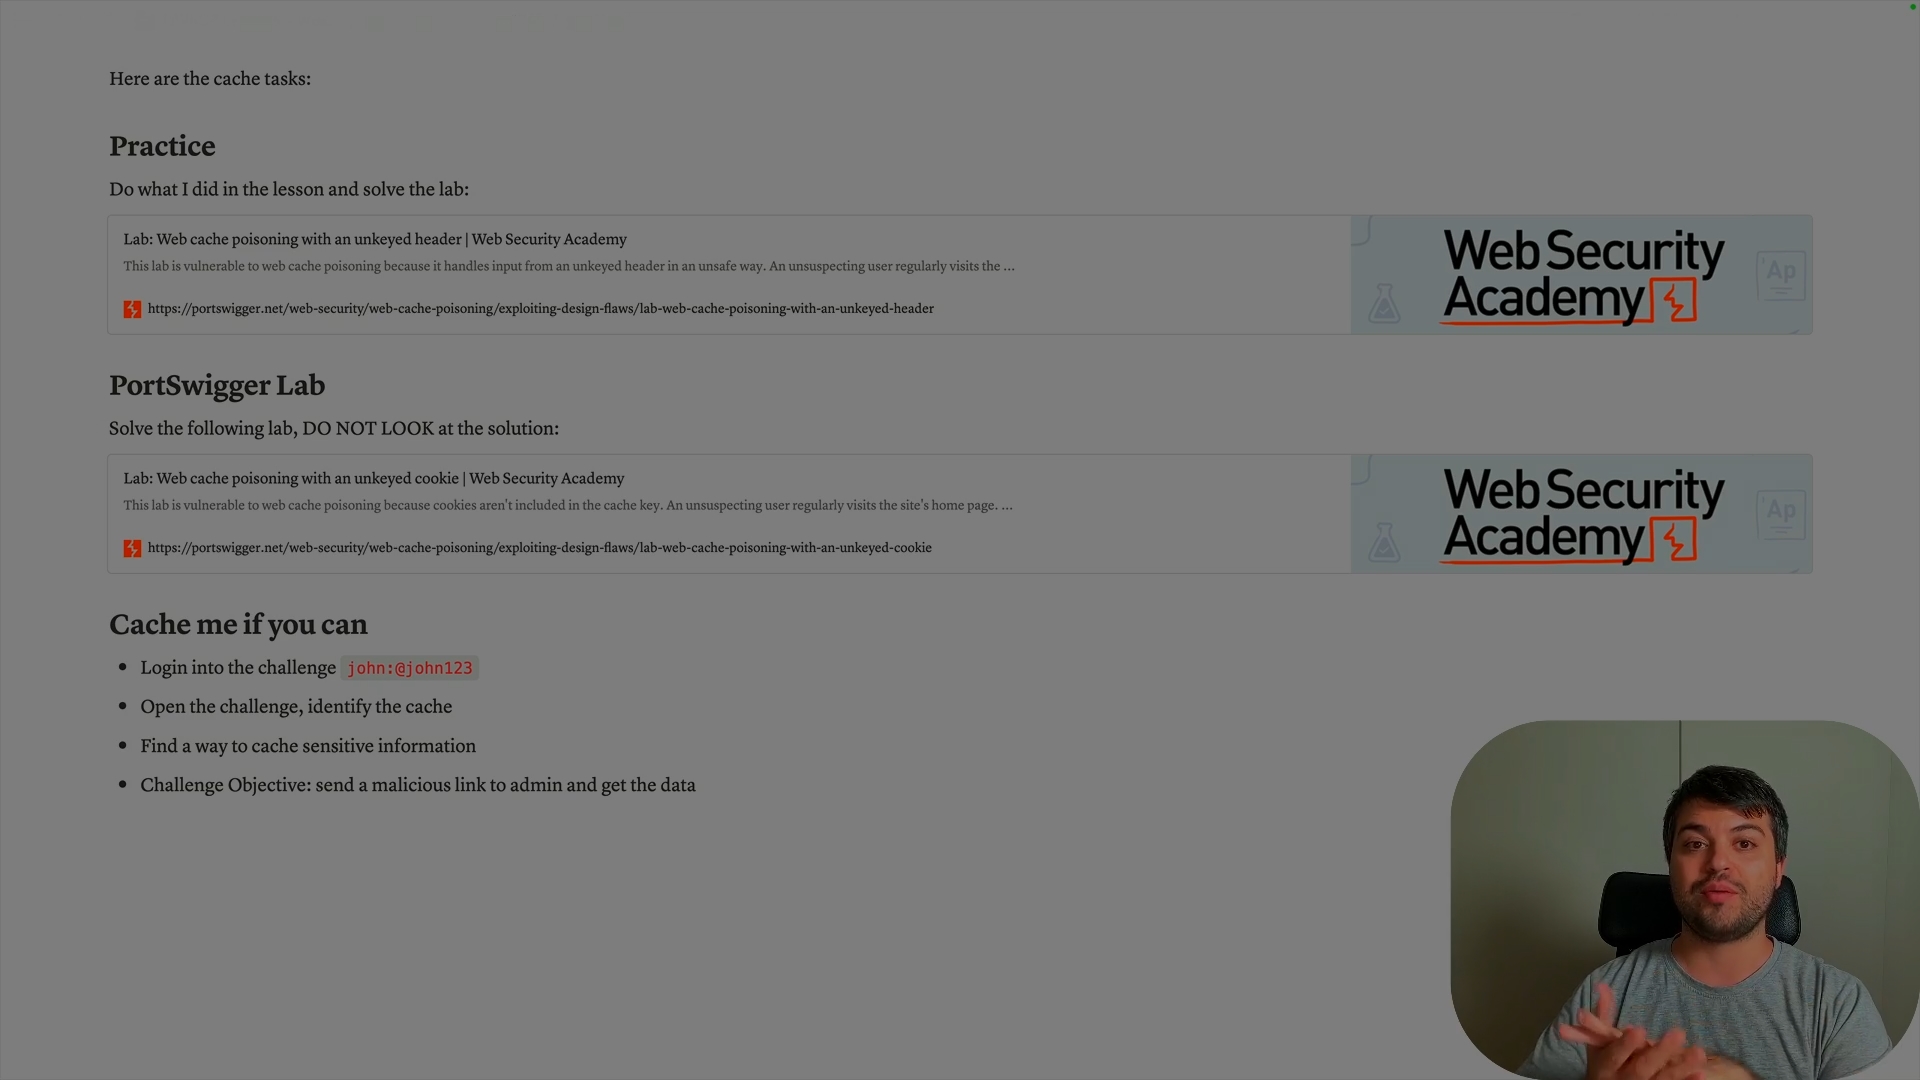 Here are the cache tasks:
Practice
Do what I did in the lesson and solve the lab:
Lab: Web cache poisoning with an unkeyed header | Web Security Academy
This lab is vulnerable to web cache poisoning because it handles input from an unkeyed header in an unsafe way. An unsuspecting user regularly visits the ...
https://portswigger.net/web-security/web-cache-poisoning/exploiting-design-flaws/lab-web-cache-poisoning-with-an-unkeyed-header
Web Security
Academy
Ap
PortSwigger Lab
Solve the following lab, DO NOT LOOK at the solution:
Lab: Web cache poisoning with an unkeyed cookie | Web Security Academy
This lab is vulnerable to web cache poisoning because cookies aren't included in the cache key. An unsuspecting user regularly visits the site's home page. ...
https://portswigger.net/web-security/web-cache-poisoning/exploiting-design-flaws/lab-web-cache-poisoning-with-an-unkeyed-cookie
Web Security
Academy
Ap
Cache me if you can
• Login into the challenge john:@john123
• Open the challenge, identify the cache
• Find a way to cache sensitive information
• Challenge Objective: send a malicious link to admin and get the data